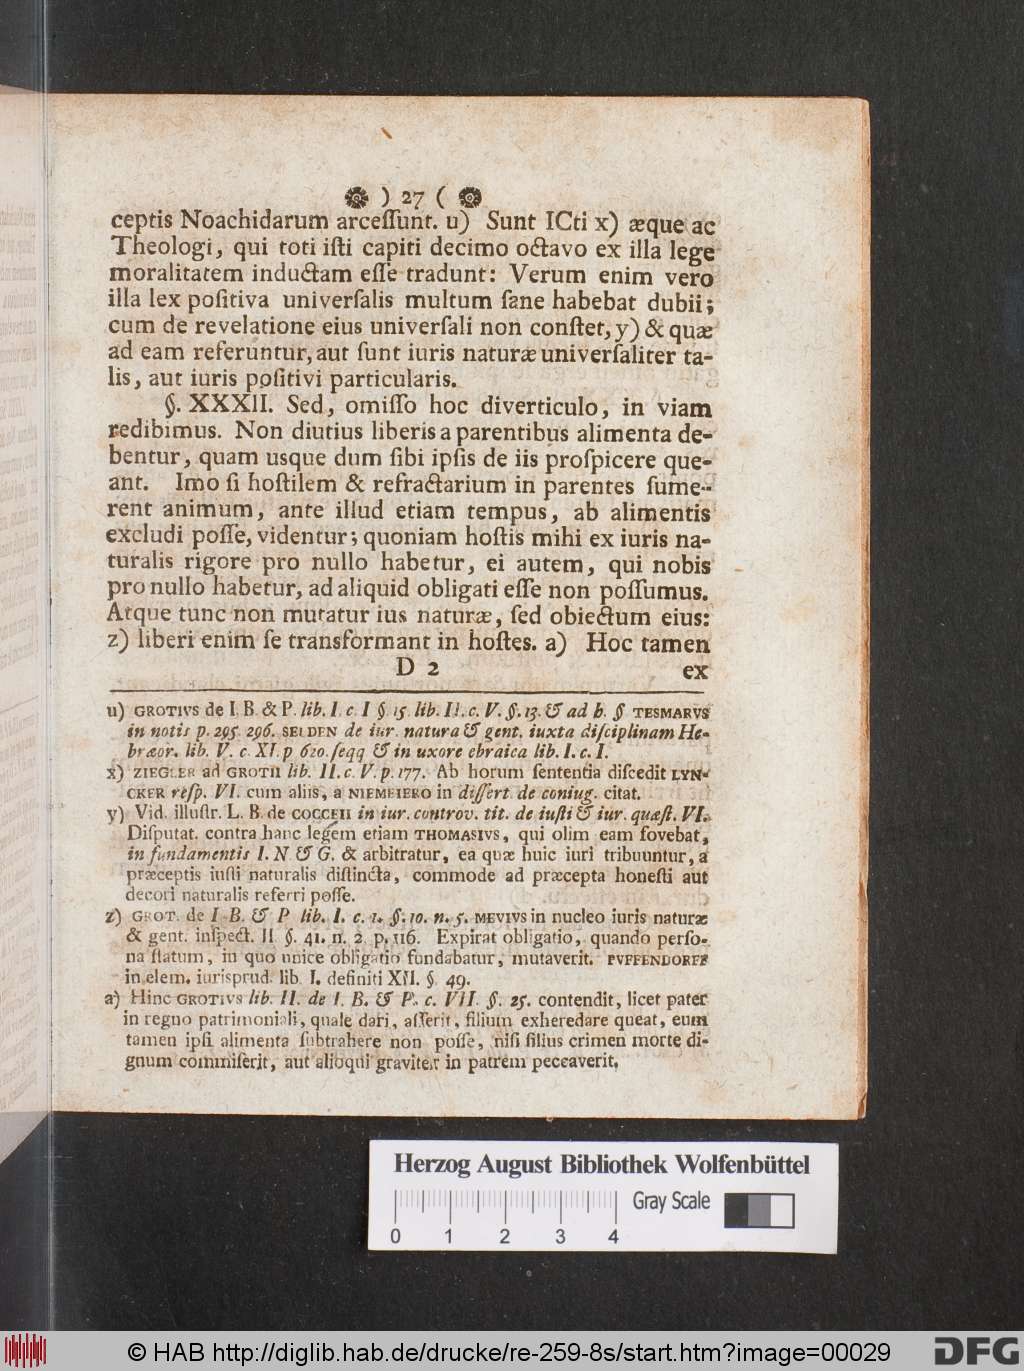 ) 27 (
ceptis Noachidarum arceſſunt. u) Sunt ICti x) æque ac
Theologi, qui toti iſti capiti decimo octavo ex illa lege
moralitatem inductam eſſe tradunt: Verum enim vero
illa lex poſitiva univerſalis multum ſane habebat dubii;
cum de revelatione eius univerſali non conſtet, y) & quæ
ad eam referuntur, aut ſunt iuris naturæ univerſaliter ta-
lis, aut iuris poſitivi particularis.
§. XXXII. Sed, omiſſo hoc diverticulo, in viam
redibimus. Non diutius liberis a parentibus alimenta de-
bentur, quam usque dum ſibi ipſis de iis proſpicere que-
ant. Imo ſi hoſtilem & refractarium in parentes ſume-
rent animum, ante illud etiam tempus, ab alimentis
excludi poſſe, videntur; quoniam hoſtis mihi ex iuris na-
turalis rigore pro nullo habetur, ei autem, qui nobis
pro nullo habetur, ad aliquid obligati eſſe non poſſumus.
Atque tunc non mutatur ius naturæ, ſed obiectum eius:
z) liberi enim ſe transformant in hoſtes. a) Hoc tamen
D 2 ex
u) GROTIVS de I. B. & P. lib. I. c. I §. 15. lib. II. c. V. §. 13. & ad h. § TESMARVS
in notis p. 295. 296. SELDEN de iur. natura & gent. iuxta diſciplinam He-
bræor. lib. V. c. XI. p 620. ſeqq & in uxore ebraica lib. I. c. I.
x) ZIEGLER ad GROTII lib. II. c. V. p. 177. Ab horum ſententia diſcedit LYN-
CKER reſp. VI. cum aliis, a NIEMEIERO in diſſert. de coniug. citat.
y) Vid. illuſtr. L. B. de COCCEII in iur. controv. tit. de iuſti & iur. quæſt. VI.
Diſputat. contra hanc legem etiam THOMASIVS, qui olim eam fovebat,
in fundamentis I. N. & G. & arbitratur, ea quæ huic iuri tribuuntur, a
præceptis iuſti naturalis diſtincta, commode ad præcepta honeſti aut
decori naturalis referri poſſe.
z) GROT. de I. B. & P. lib. I. c. 1. §. 10. n. 5. MEVIVS in nucleo iuris naturæ
& gent. inſpect. II §. 41. n. 2. p. 116. Expirat obligatio, quando perſo-
na ſtatum, in quo unice obligatio fundabatur, mutaverit. PVFFENDORFF
in elem. iurisprud. lib. I. definiti XII. §. 49.
a) Hinc GROTIVS lib. II. de I. B. & P. c. VII. §. 25. contendit, licet pater
in regno patrimoniali, quale dari, aſſerit, filium exheredare queat, eum
tamen ipſi alimenta ſubtrahere non poſſe, niſi filius crimen morte di-
gnum commiſerit, aut alioqui graviter in patrem peccaverit.
Herzog August Bibliothek Wolfenbüttel
Gray Scale
0 1 2 3 4
© HAB http://diglib.hab.de/drucke/re-259-8s/start.htm?image=00029
DFG